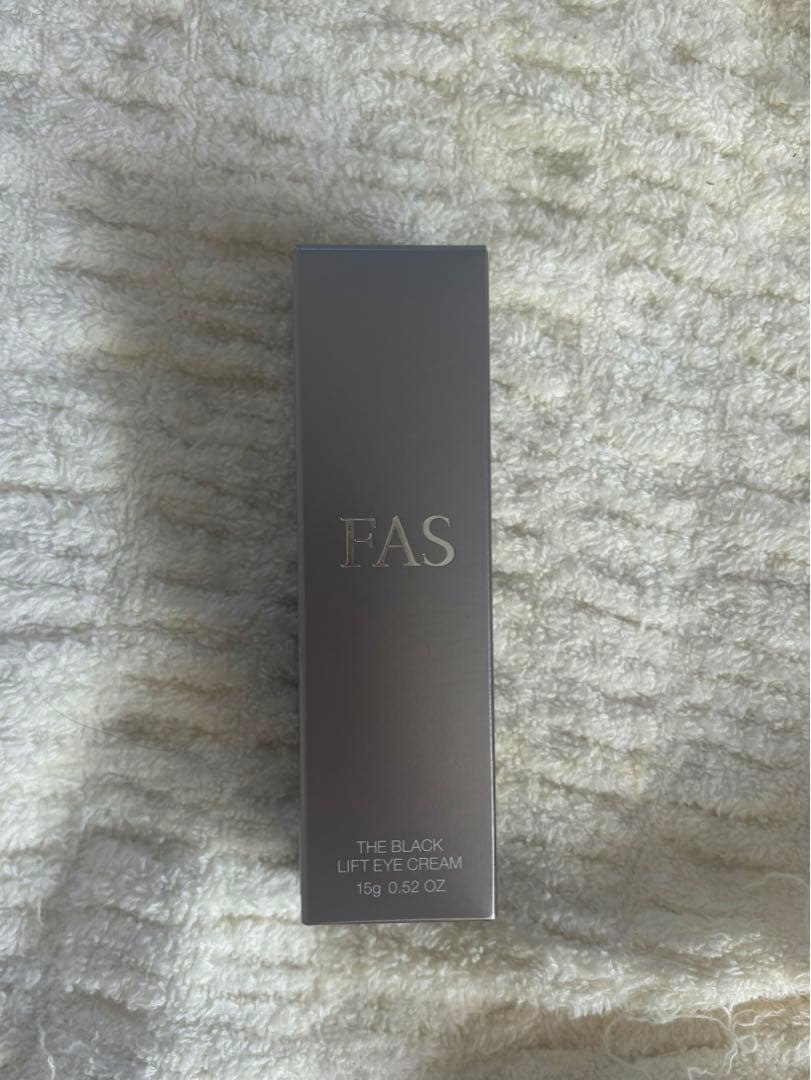 FAS
THE BLACK
LIFT EYE CREAM
15g 0.52 OZ